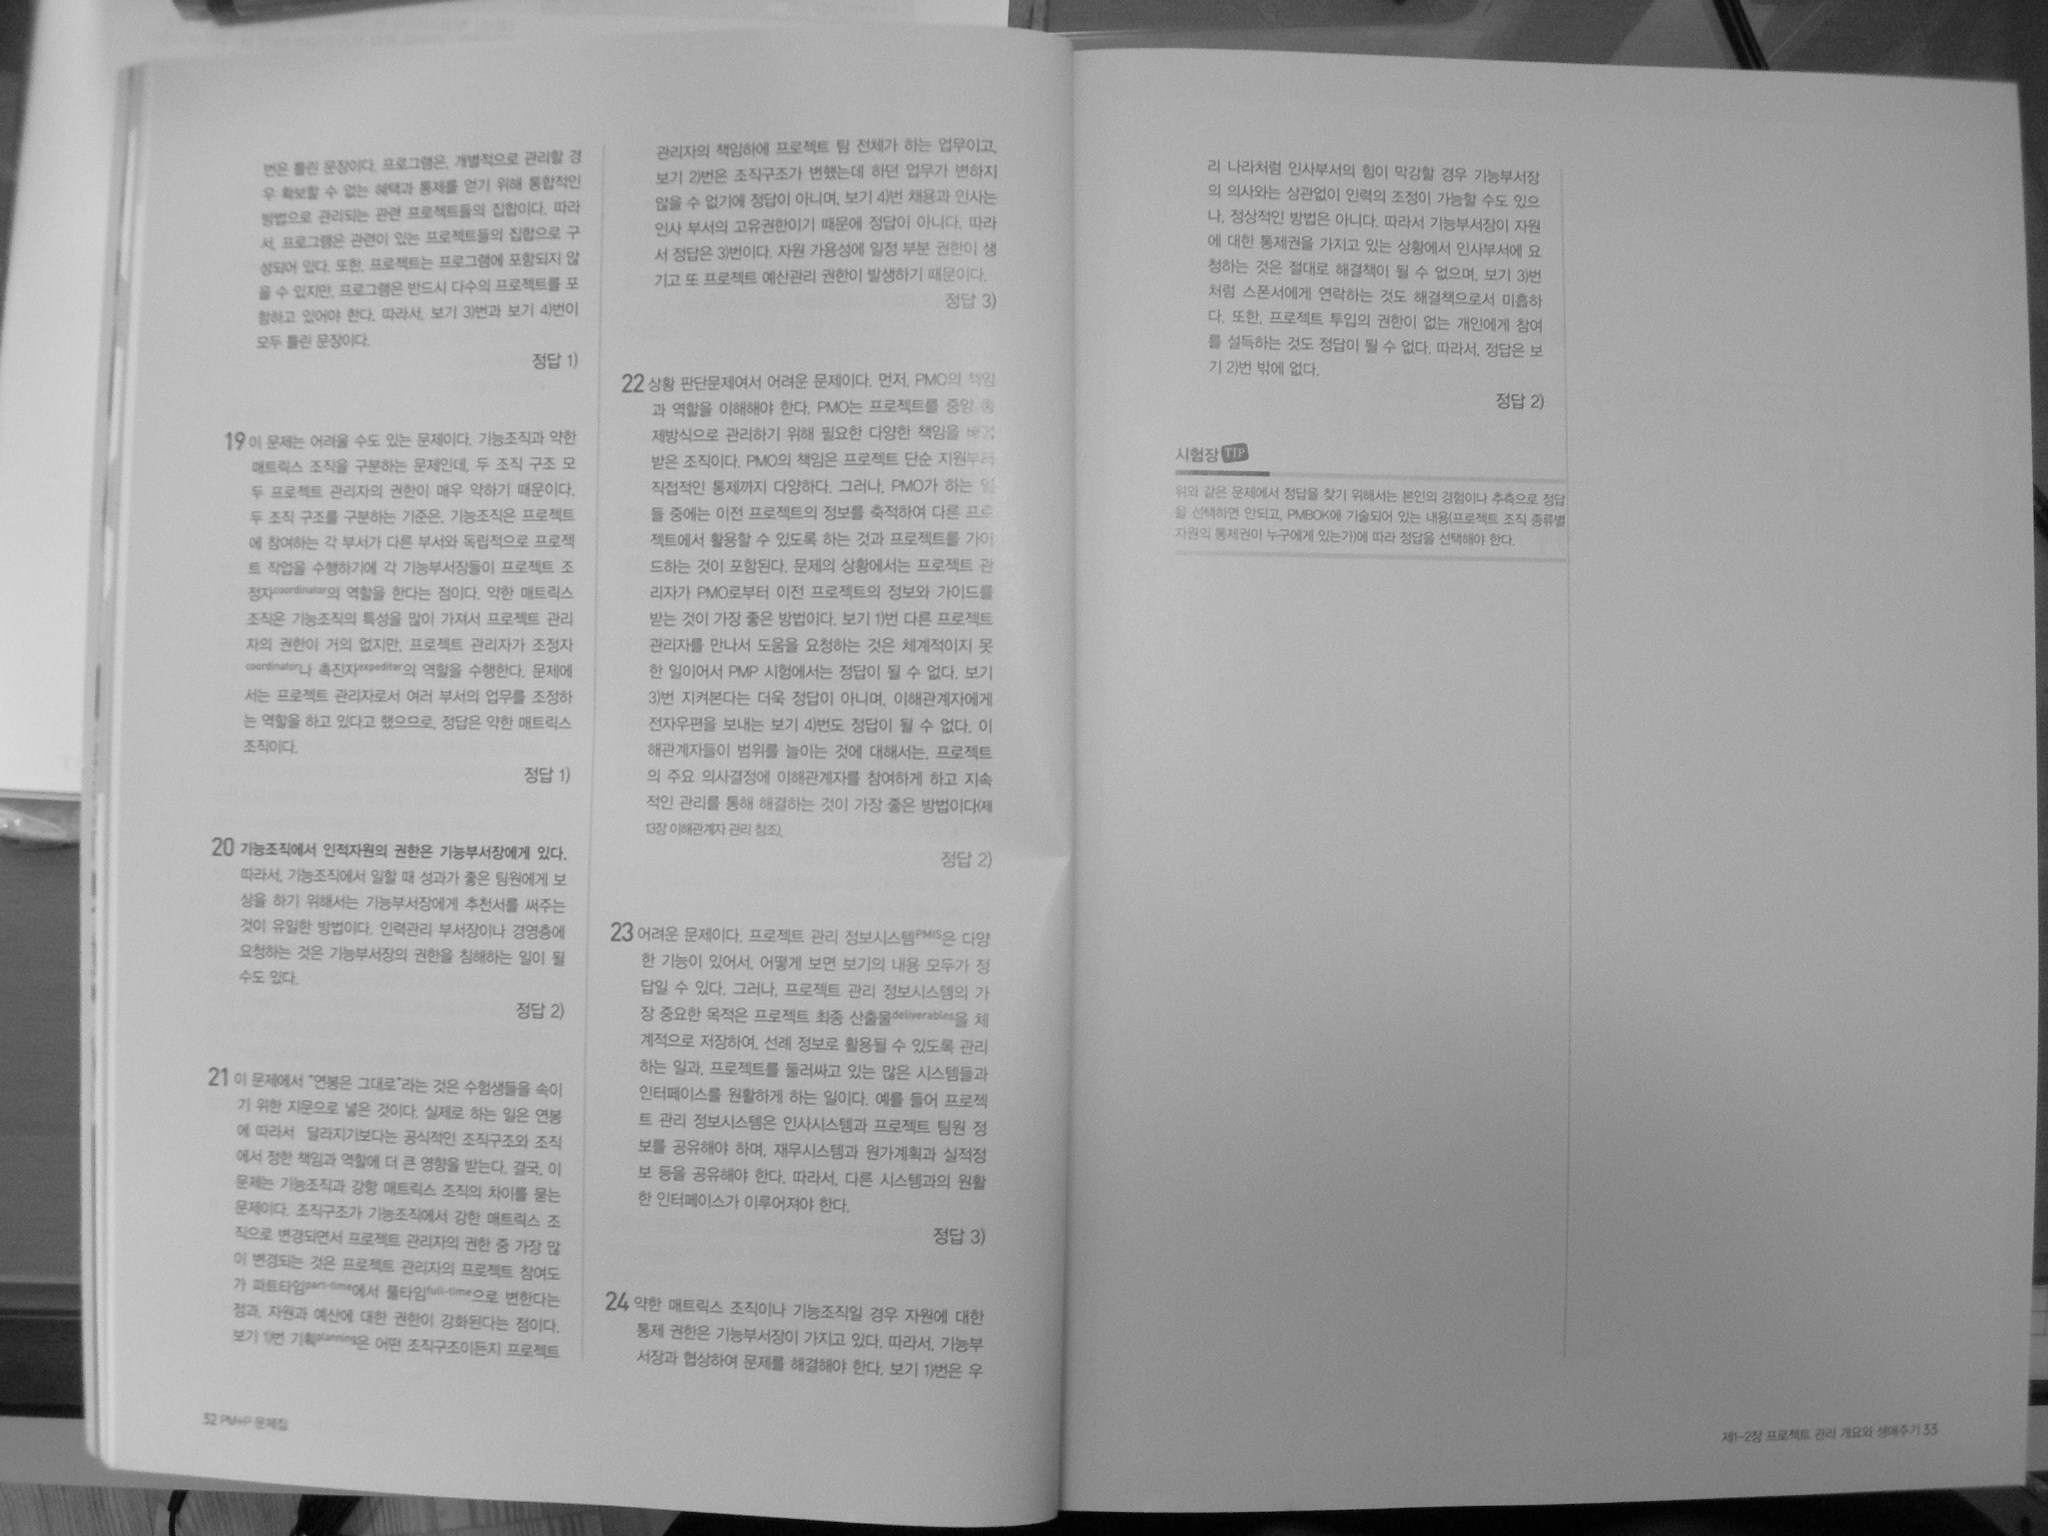 번은 틀린 문장이다. 프로그램은, 개별적으로 관리할 경
우 확보할 수 없는 혜택과 통제를 얻기 위해 통합적인
방법으로 관리되는 관련 프로젝트들의 집합이다. 따라
서, 프로그램은 관련이 있는 프로젝트들의 집합으로 구
성되어 있다. 또한, 프로젝트는 프로그램에 포함되지 않
을 수 있지만, 프로그램은 반드시 다수의 프로젝트를 포
함하고 있어야 한다. 따라서, 보기 3)번과 보기 4)번이
모두 틀린 문장이다.
정답 1)
19 이 문제는 어려울 수도 있는 문제이다. 기능조직과 약한
매트릭스 조직을 구분하는 문제인데, 두 조직 구조 모
두 프로젝트 관리자의 권한이 매우 약하기 때문이다.
두 조직 구조를 구분하는 기준은, 기능조직은 프로젝트
에 참여하는 각 부서가 다른 부서와 독립적으로 프로젝
트 작업을 수행하기에 각 기능부서장들이 프로젝트 조
정자coordinator의 역할을 한다는 점이다. 약한 매트릭스
조직은 기능조직의 특성을 많이 가져서 프로젝트 관리
자의 권한이 거의 없지만, 프로젝트 관리자가 조정자
coordinator나 촉진자expediter의 역할을 수행한다. 문제에
서는 프로젝트 관리자로서 여러 부서의 업무를 조정하
는 역할을 하고 있다고 했으므로, 정답은 약한 매트릭스
조직이다.
정답 1)
20 기능조직에서 인적자원의 권한은 기능부서장에게 있다.
따라서, 기능조직에서 일할 때 성과가 좋은 팀원에게 보
상을 하기 위해서는 기능부서장에게 추천서를 써주는
것이 유일한 방법이다. 인력관리 부서장이나 경영층에
요청하는 것은 기능부서장의 권한을 침해하는 일이 될
수도 있다.
정답 2)
21 이 문제에서 "연봉은 그대로"라는 것은 수험생들을 속이
기 위한 지문으로 넣은 것이다. 실제로 하는 일은 연봉
에 따라서 달라지기보다는 공식적인 조직구조와 조직
에서 정한 책임과 역할에 더 큰 영향을 받는다. 결국, 이
문제는 기능조직과 강항 매트릭스 조직의 차이를 묻는
문제이다. 조직구조가 기능조직에서 강한 매트릭스 조
직으로 변경되면서 프로젝트 관리자의 권한 중 가장 많
이 변경되는 것은 프로젝트 관리자의 프로젝트 참여도
가 파트타임part-time에서 풀타임full-time으로 변한다는
점과, 자원과 예산에 대한 권한이 강화된다는 점이다.
보기 1)번 기획planning은 어떤 조직구조이든지 프로젝트
32 PM+P 문제집
관리자의 책임하에 프로젝트 팀 전체가 하는 업무이고,
보기 2)번은 조직구조가 변했는데 하던 업무가 변하지
않을 수 없기에 정답이 아니며, 보기 4)번 채용과 인사는
인사 부서의 고유권한이기 때문에 정답이 아니다. 따라
서 정답은 3)번이다. 자원 가용성에 일정 부분 권한이 생
기고 또 프로젝트 예산관리 권한이 발생하기 때문이다.
정답 3)
22 상황 판단문제여서 어려운 문제이다. 먼저, PMO의 책임
과 역할을 이해해야 한다. PMO는 프로젝트를 중앙 통
제방식으로 관리하기 위해 필요한 다양한 책임을 배정
받은 조직이다. PMO의 책임은 프로젝트 단순 지원부터
직접적인 통제까지 다양하다. 그러나, PMO가 하는 일
들 중에는 이전 프로젝트의 정보를 축적하여 다른 프로
젝트에서 활용할 수 있도록 하는 것과 프로젝트를 가이
드하는 것이 포함된다. 문제의 상황에서는 프로젝트 관
리자가 PMO로부터 이전 프로젝트의 정보와 가이드를
받는 것이 가장 좋은 방법이다. 보기 1)번 다른 프로젝트
관리자를 만나서 도움을 요청하는 것은 체계적이지 못
한 일이어서 PMP 시험에서는 정답이 될 수 없다. 보기
3)번 지켜본다는 더욱 정답이 아니며, 이해관계자에게
전자우편을 보내는 보기 4)번도 정답이 될 수 없다. 이
해관계자들이 범위를 늘이는 것에 대해서는, 프로젝트
의 주요 의사결정에 이해관계자를 참여하게 하고 지속
적인 관리를 통해 해결하는 것이 가장 좋은 방법이다(제
13장 이해관계자 관리 참조).
정답 2)
23 어려운 문제이다. 프로젝트 관리 정보시스템PMIS은 다양
한 기능이 있어서, 어떻게 보면 보기의 내용 모두가 정
답일 수 있다. 그러나, 프로젝트 관리 정보시스템의 가
장 중요한 목적은 프로젝트 최종 산출물deliverables을 체
계적으로 저장하여, 선례 정보로 활용될 수 있도록 관리
하는 일과, 프로젝트를 둘러싸고 있는 많은 시스템들과
인터페이스를 원활하게 하는 일이다. 예를 들어 프로젝
트 관리 정보시스템은 인사시스템과 프로젝트 팀원 정
보를 공유해야 하며, 재무시스템과 원가계획과 실적정
보 등을 공유해야 한다. 따라서, 다른 시스템과의 원활
한 인터페이스가 이루어져야 한다.
정답 3)
24 약한 매트릭스 조직이나 기능조직일 경우 자원에 대한
통제 권한은 기능부서장이 가지고 있다. 따라서, 기능부
서장과 협상하여 문제를 해결해야 한다. 보기 1)번은 우
리 나라처럼 인사부서의 힘이 막강할 경우 기능부서장
의 의사와는 상관없이 인력의 조정이 가능할 수도 있으
나, 정상적인 방법은 아니다. 따라서 기능부서장이 자원
에 대한 통제권을 가지고 있는 상황에서 인사부서에 요
청하는 것은 절대로 해결책이 될 수 없으며, 보기 3)번
처럼 스폰서에게 연락하는 것도 해결책으로서 미흡하
다. 또한, 프로젝트 투입의 권한이 없는 개인에게 참여
를 설득하는 것도 정답이 될 수 없다. 따라서, 정답은 보
기 2)번 밖에 없다.
정답 2)
시험장 TIP
위와 같은 문제에서 정답을 찾기 위해서는 본인의 경험이나 추측으로 정답
을 선택하면 안되고, PMBOK에 기술되어 있는 내용(프로젝트 조직 종류별
자원의 통제권이 누구에게 있는가)에 따라 정답을 선택해야 한다.
제1-2장 프로젝트 관리 개요와 생애주기 33